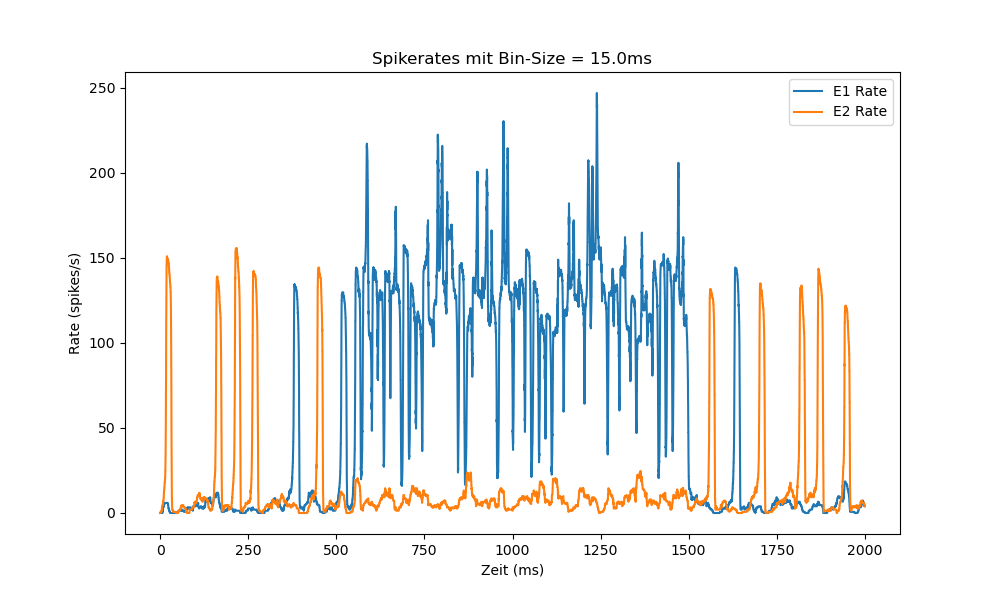 Spikerates mit Bin-Size = 15.0ms
E1 Rate
E2 Rate
250
200
150
100
50
0
Rate (spikes/s)
0 250 500 750 1000 1250 1500 1750 2000
Zeit (ms)